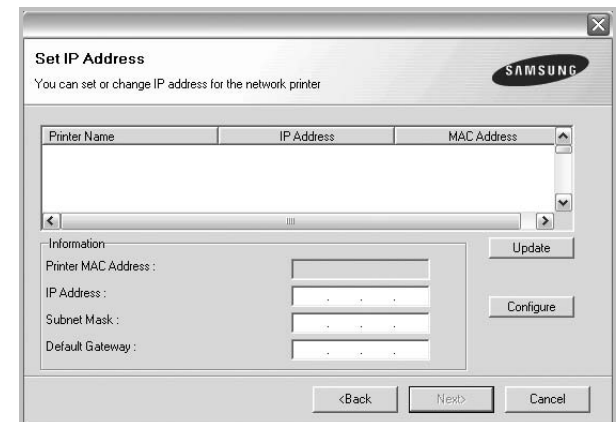 Set IP Address
You can set or change IP address for the network printer
SAMSUNG
Printer Name IP Address MAC Address
Information
Update
Printer MAC Address :
IP Address :
Configure
Subnet Mask :
Default Gateway :
<Back Next> Cancel